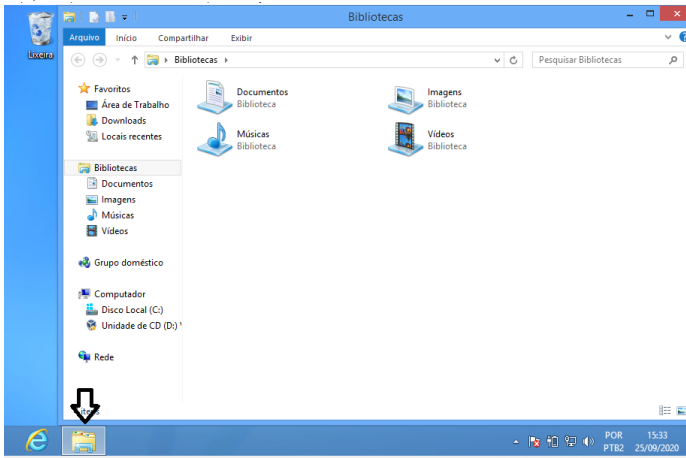 Bibliotecas
Arquivo Início Compartilhar Exibir
Bibliotecas
Pesquisar Bibliotecas
Lixeira
Favoritos
Área de Trabalho
Downloads
Locais recentes
Bibliotecas
Documentos
Imagens
Músicas
Vídeos
Grupo doméstico
Computador
Disco Local (C:)
Unidade de CD (D:)
Rede
Documentos
Biblioteca
Imagens
Biblioteca
Músicas
Biblioteca
Vídeos
Biblioteca
POR 15:33
PTB2 25/09/2020